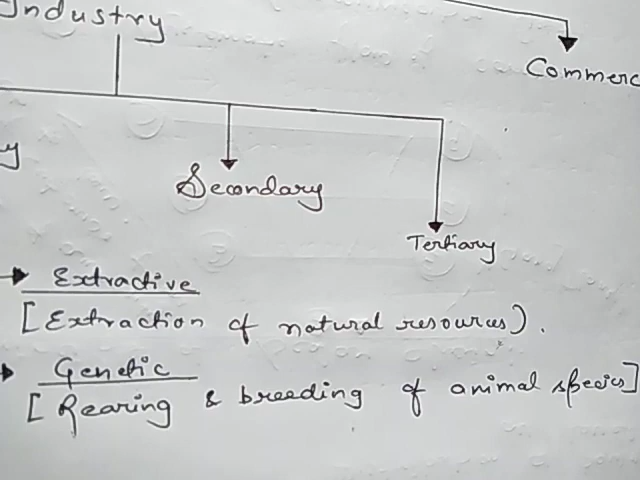 Industry
Commerc
y
Secondary
Tertiary
Extractive
[Extraction of natural resources).
Genetic
[Rearing & breeding of animal species]